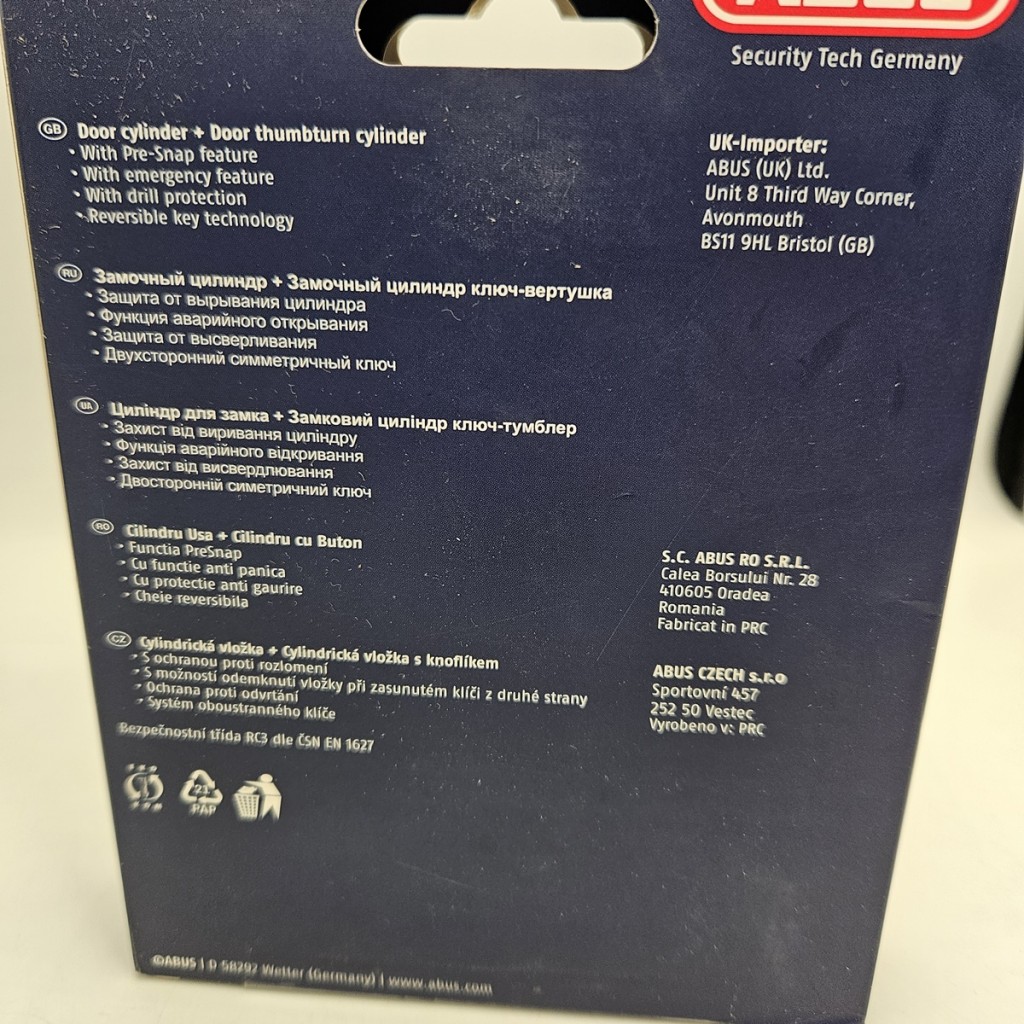 Security Tech Germany
GB Door cylinder + Door thumbturn cylinder
• With Pre-Snap feature
• With emergency feature
• With drill protection
• Reversible key technology
UK-Importer:
ABUS (UK) Ltd.
Unit 8 Third Way Corner,
Avonmouth
BS11 9HL Bristol (GB)
RU Замочный цилиндр + Замочный цилиндр ключ-вертушка
• Защита от вырывания цилиндра
• Функция аварийного открывания
• Защита от высверливания
• Двухсторонний симметричный ключ
UA Циліндр для замка + Замковий циліндр ключ-тумблер
• Захист від виривання циліндру
• Функція аварійного відкривання
• Захист від висвердлювання
• Двосторонній симетричний ключ
RO Cilindru Usa + Cilindru cu Buton
• Functia PreSnap
• Cu functie anti panica
• Cu protectie anti gaurire
• Cheie reversibila
S.C. ABUS RO S.R.L.
Calea Borsului Nr. 28
410605 Oradea
Romania
Fabricat in PRC
CZ Cylindrická vložka + Cylindrická vložka s knoflíkem
• S ochranou proti rozlomení
• S možností odemknutí vložky při zasunutém klíči z druhé strany
• Ochrana proti odvrtání
• Systém oboustranného klíče
Bezpečnostní třída RC3 dle ČSN EN 1627
ABUS CZECH s.r.o
Sportovní 457
252 50 Vestec
Vyrobeno v: PRC
21
PAP
©ABUS | D 58292 Wetter (Germany) | www.abus.com